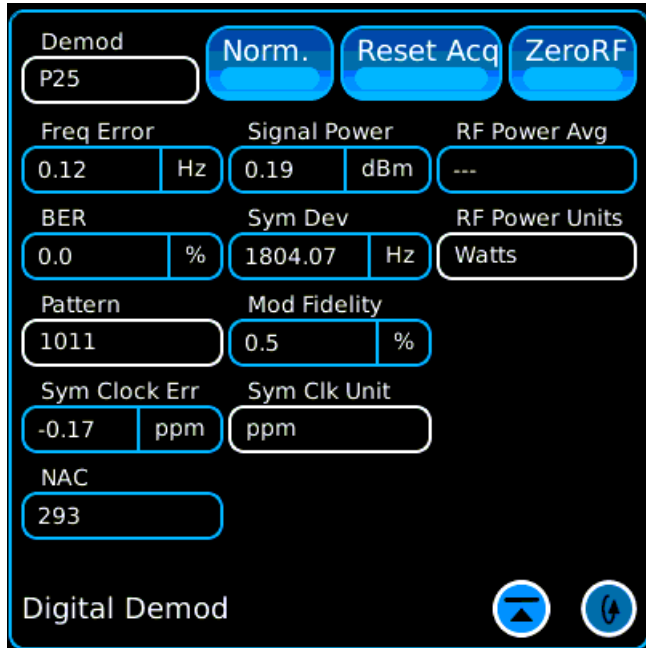 Demod
P25
Norm.
Reset Acq
ZeroRF
Freq Error
Signal Power
RF Power Avg
0.12 Hz
0.19 dBm
---
BER
Sym Dev
RF Power Units
0.0 %
1804.07 Hz
Watts
Pattern
Mod Fidelity
1011
0.5 %
Sym Clock Err
Sym Clk Unit
-0.17 ppm
ppm
NAC
293
Digital Demod